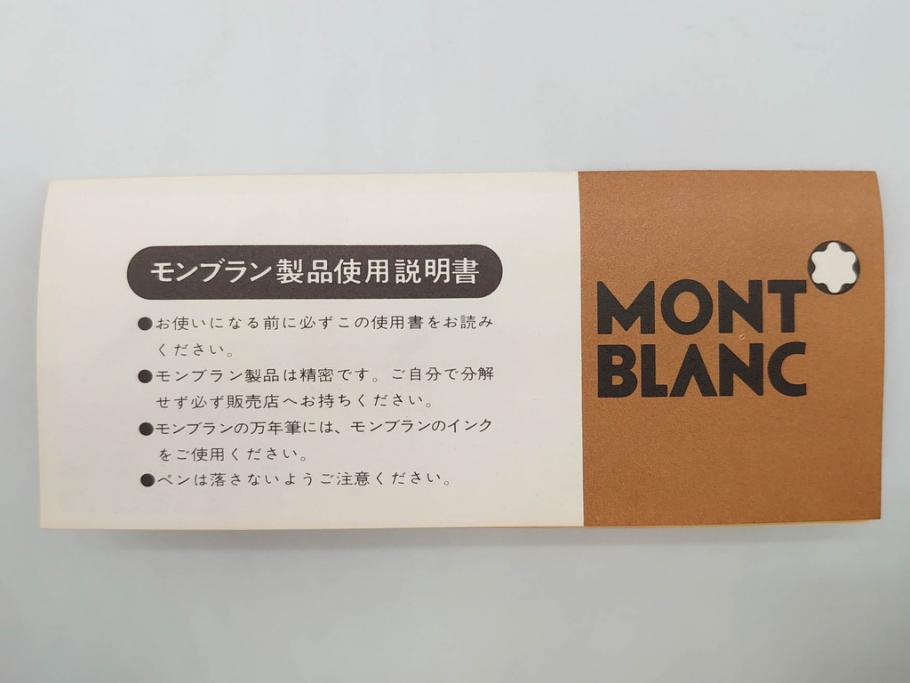 モンブラン製品使用説明書
●お使いになる前に必ずこの使用書をお読み
ください。
●モンブラン製品は精密です。ご自分で分解
せず必ず販売店へお持ちください。
●モンブランの万年筆には、モンブランのインク
をご使用ください。
●ペンは落さないようご注意ください。
MONT
BLANC